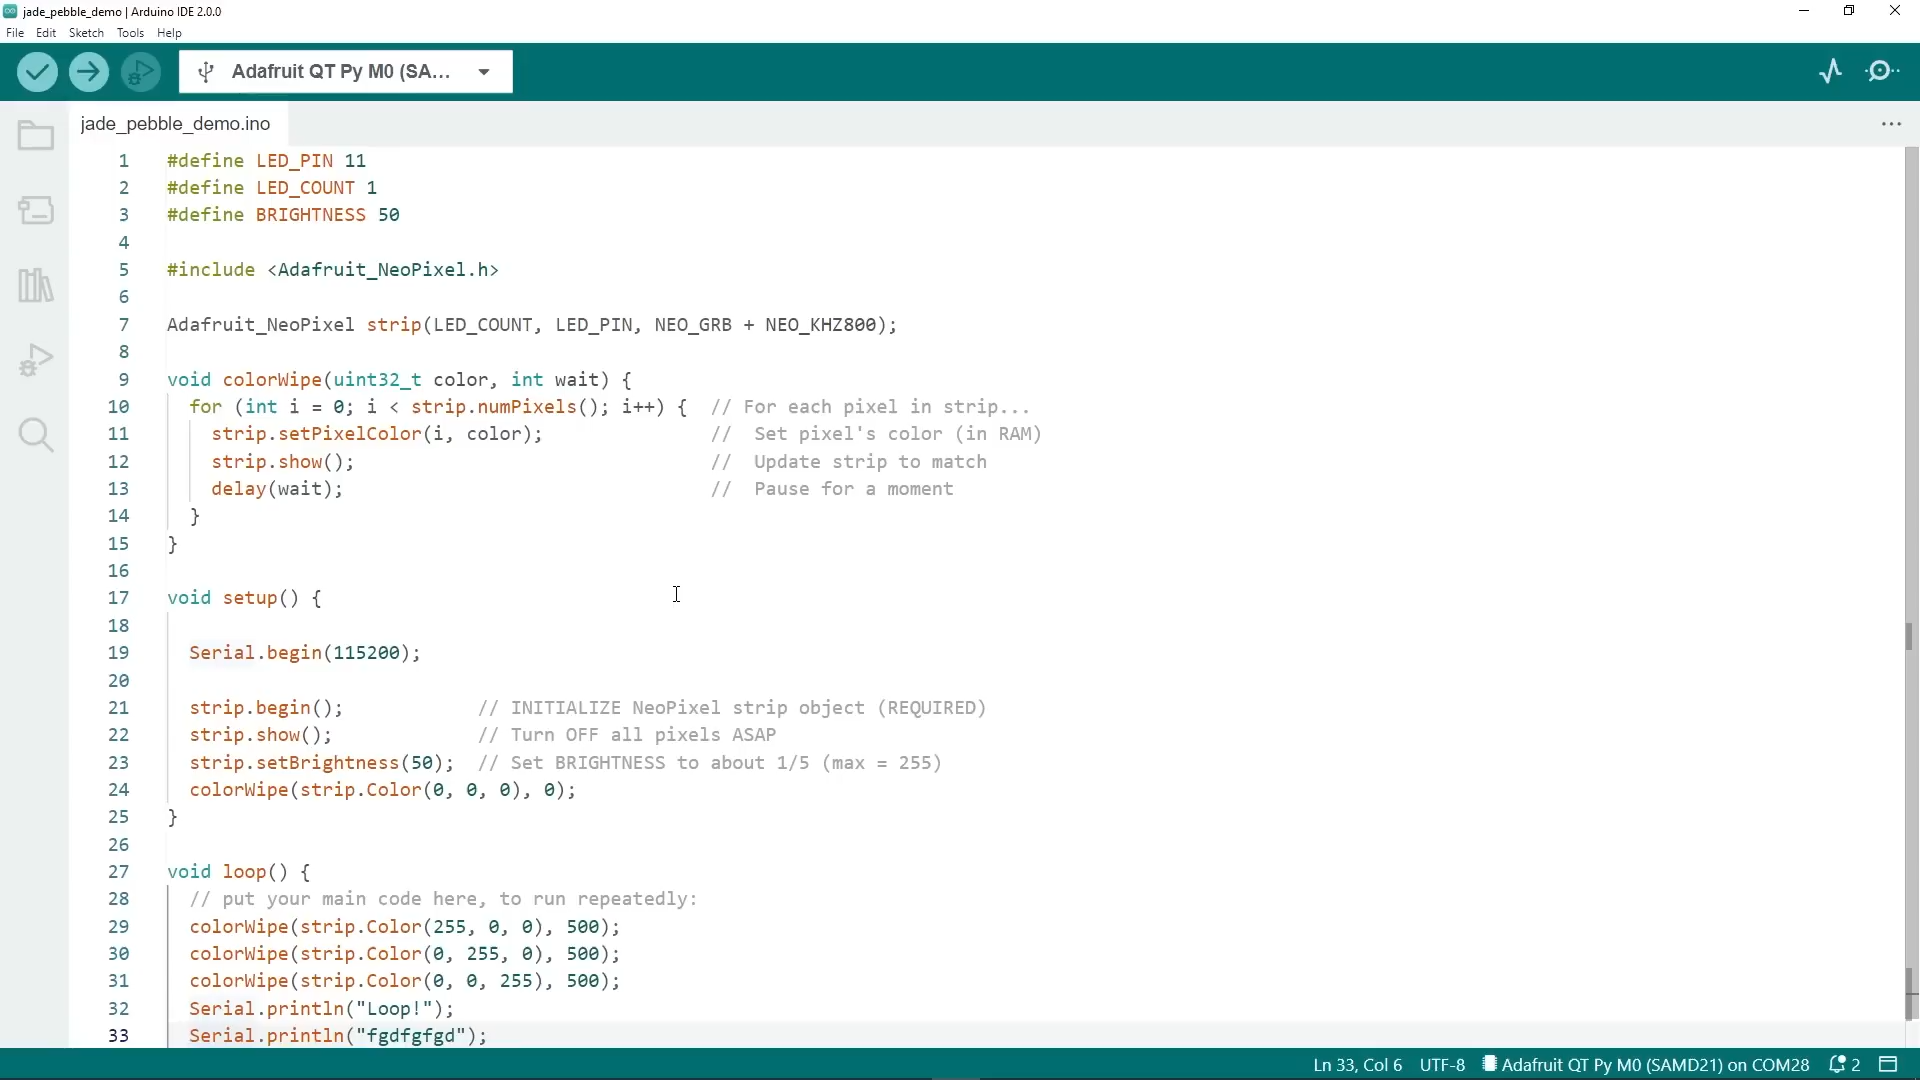 jade_pebble_demo | Arduino IDE 2.0.0
File Edit Sketch Tools Help
Adafruit QT Py M0 (SA...
jade_pebble_demo.ino
1 #define LED_PIN 11
2 #define LED_COUNT 1
3 #define BRIGHTNESS 50
4
5 #include <Adafruit_NeoPixel.h>
6
7 Adafruit_NeoPixel strip(LED_COUNT, LED_PIN, NEO_GRB + NEO_KHZ800);
8
9 void colorWipe(uint32_t color, int wait) {
10   for (int i = 0; i < strip.numPixels(); i++) {  // For each pixel in strip...
11     strip.setPixelColor(i, color);               //  Set pixel's color (in RAM)
12     strip.show();                                //  Update strip to match
13     delay(wait);                                 //  Pause for a moment
14   }
15 }
16
17 void setup() {
18
19   Serial.begin(115200);
20
21   strip.begin();            // INITIALIZE NeoPixel strip object (REQUIRED)
22   strip.show();             // Turn OFF all pixels ASAP
23   strip.setBrightness(50);  // Set BRIGHTNESS to about 1/5 (max = 255)
24   colorWipe(strip.Color(0, 0, 0), 0);
25 }
26
27 void loop() {
28   // put your main code here, to run repeatedly:
29   colorWipe(strip.Color(255, 0, 0), 500);
30   colorWipe(strip.Color(0, 255, 0), 500);
31   colorWipe(strip.Color(0, 0, 255), 500);
32   Serial.println("Loop!");
33   Serial.println("fgdfgfgd");
Ln 33, Col 6 UTF-8 Adafruit QT Py M0 (SAMD21) on COM28 2